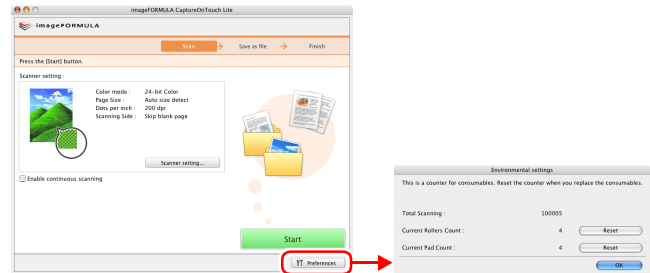 imageFORMULA CaptureOnTouch Lite
imageFORMULA
Scan Save as file Finish
Press the [Start] button.
Scanner setting :
Color mode : 24-bit Color
Page Size : Auto size detect
Dots per inch : 200 dpi
Scanning Side : Skip blank page
Scanner setting...
Enable continuous scanning
Start
Preferences
Environmental settings
This is a counter for consumables. Reset the counter when you replace the consumables.
Total Scanning : 100005
Current Rollers Count : 4 Reset
Current Pad Count : 4 Reset
OK